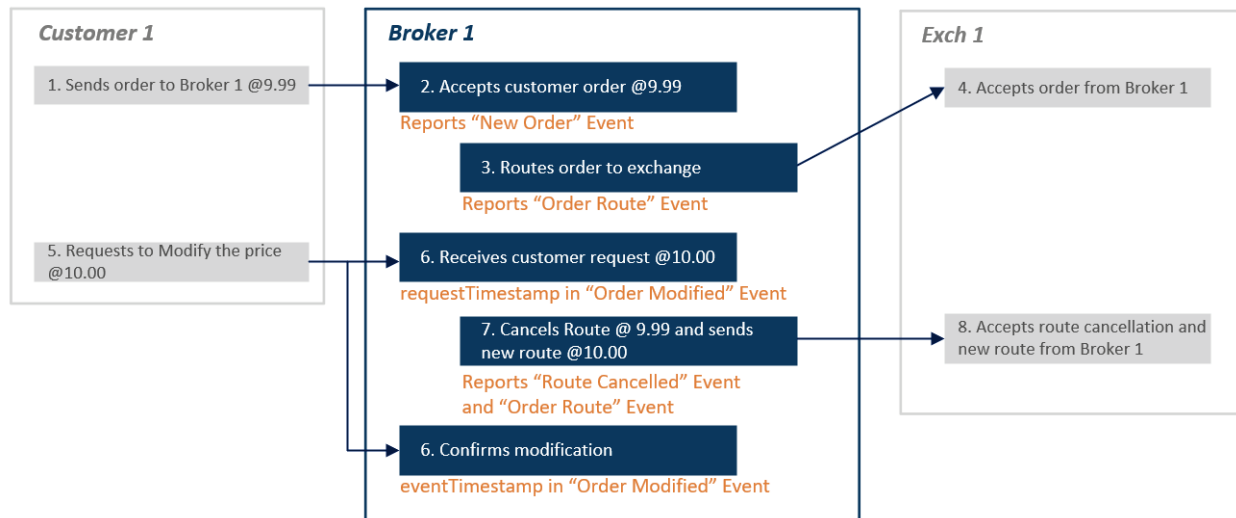 Customer 1
1. Sends order to Broker 1 @9.99
5. Requests to Modify the price
@10.00
Broker 1
2. Accepts customer order @9.99
Reports “New Order” Event
3. Routes order to exchange
Reports “Order Route” Event
6. Receives customer request @10.00
requestTimestamp in “Order Modified” Event
7. Cancels Route @ 9.99 and sends
new route @10.00
Reports “Route Cancelled” Event
and “Order Route” Event
6. Confirms modification
eventTimestamp in “Order Modified” Event
Exch 1
4. Accepts order from Broker 1
8. Accepts route cancellation and
new route from Broker 1